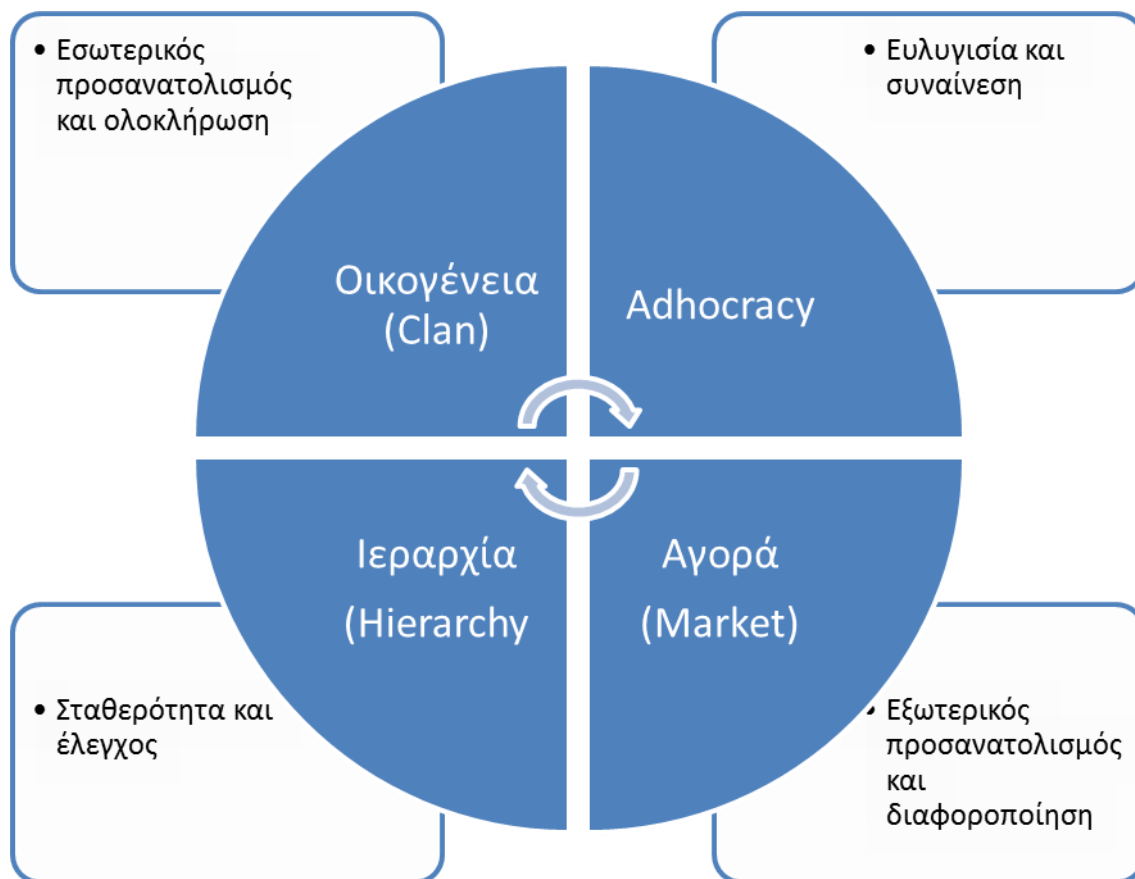 • Εσωτερικός
προσανατολισμός
και ολοκλήρωση
• Ευλυγισία και
συναίνεση
Οικογένεια
(Clan)
Adhocracy
Ιεραρχία
(Hierarchy
Αγορά
(Market)
• Σταθερότητα και
έλεγχος
• Εξωτερικός
προσανατολισμός
και
διαφοροποίηση